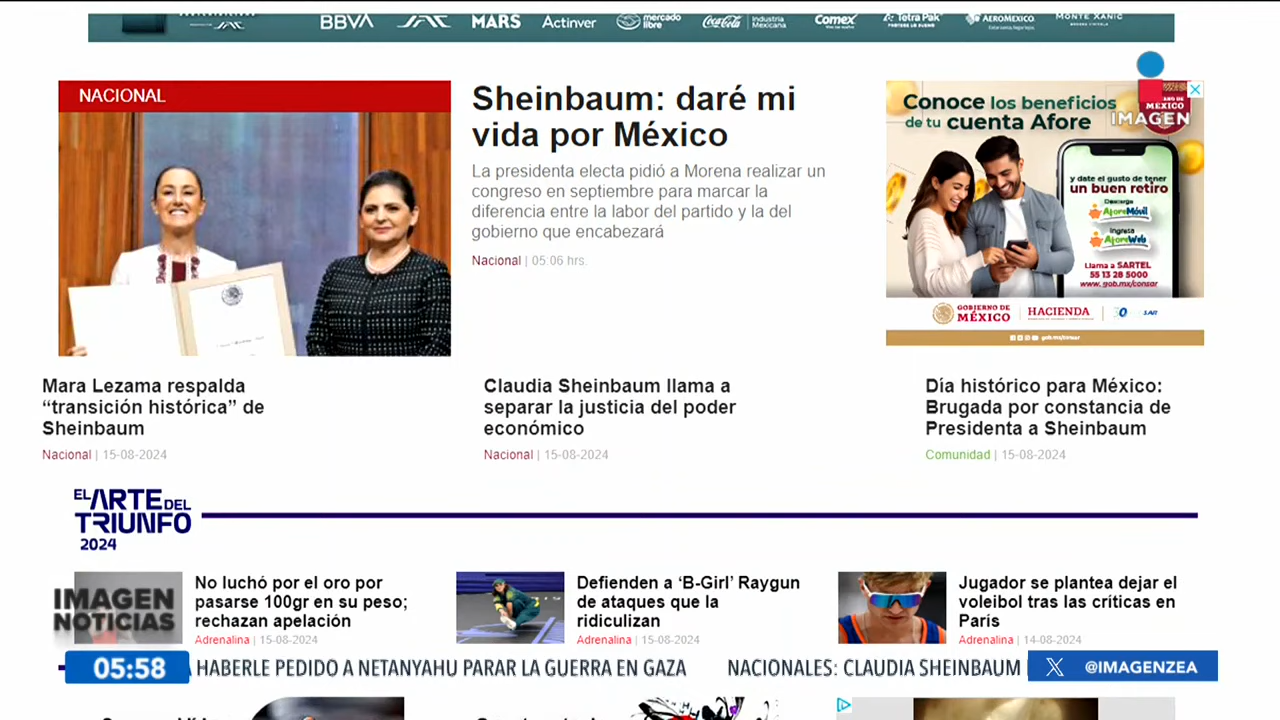 BBVA JAC MARS Actinver mercado libre Coca-Cola Industria Mexicana Comex Tetra Pak AEROMEXICO MONTE XANIC
NACIONAL
Sheinbaum: daré mi
vida por México
La presidenta electa pidió a Morena realizar un
congreso en septiembre para marcar la
diferencia entre la labor del partido y la del
gobierno que encabezará
Nacional | 05:06 hrs.
Conoce los beneficios
de tu cuenta Afore
MÉXICO
IMAGEN
y date el gusto de tener
un buen retiro
Descarga
AforeMóvil
Ingresa
AforeWeb
Llama a SARTEL
55 13 28 5000
www.gob.mx/consar
GOBIERNO DE
MÉXICO
HACIENDA
SAR
gob.mx/consar
Mara Lezama respalda
“transición histórica” de
Sheinbaum
Nacional | 15-08-2024
Claudia Sheinbaum llama a
separar la justicia del poder
económico
Nacional | 15-08-2024
Día histórico para México:
Brugada por constancia de
Presidenta a Sheinbaum
Comunidad | 15-08-2024
EL ARTE DEL
TRIUNFO
2024
No luchó por el oro por
pasarse 100gr en su peso;
rechazan apelación
Adrenalina | 15-08-2024
Defienden a ‘B-Girl’ Raygun
de ataques que la
ridiculizan
Adrenalina | 15-08-2024
Jugador se plantea dejar el
voleibol tras las críticas en
París
Adrenalina | 14-08-2024
IMAGEN
NOTICIAS
05:58
HABERLE PEDIDO A NETANYAHU PARAR LA GUERRA EN GAZA NACIONALES: CLAUDIA SHEINBAUM
X @IMAGENZEA